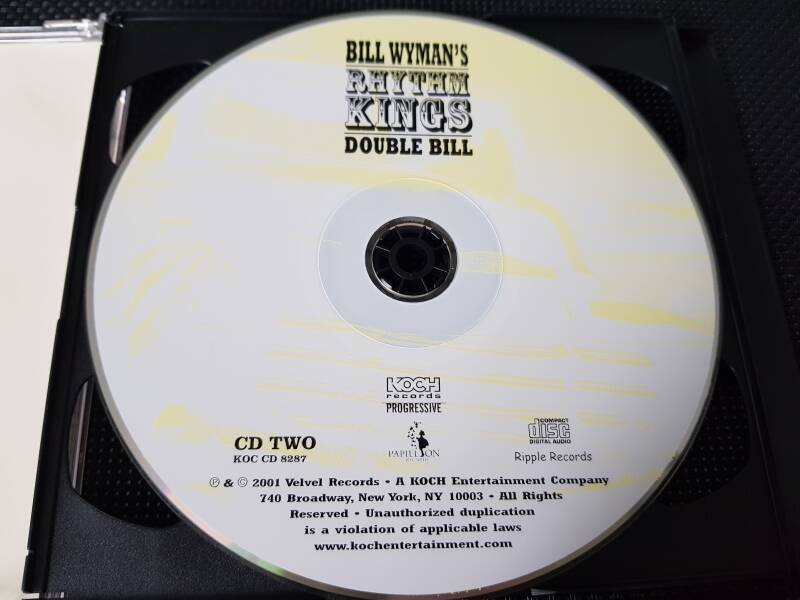 BILL WYMAN'S
RHYTHM
KINGS
DOUBLE BILL
KOCH
records
PROGRESSIVE
CD TWO
KOC CD 8287
PAPILLON
COMPACT
disc
DIGITAL AUDIO
Ripple Records
℗ & © 2001 Velvel Records • A KOCH Entertainment Company
740 Broadway, New York, NY 10003 • All Rights
Reserved • Unauthorized duplication
is a violation of applicable laws
www.kochentertainment.com